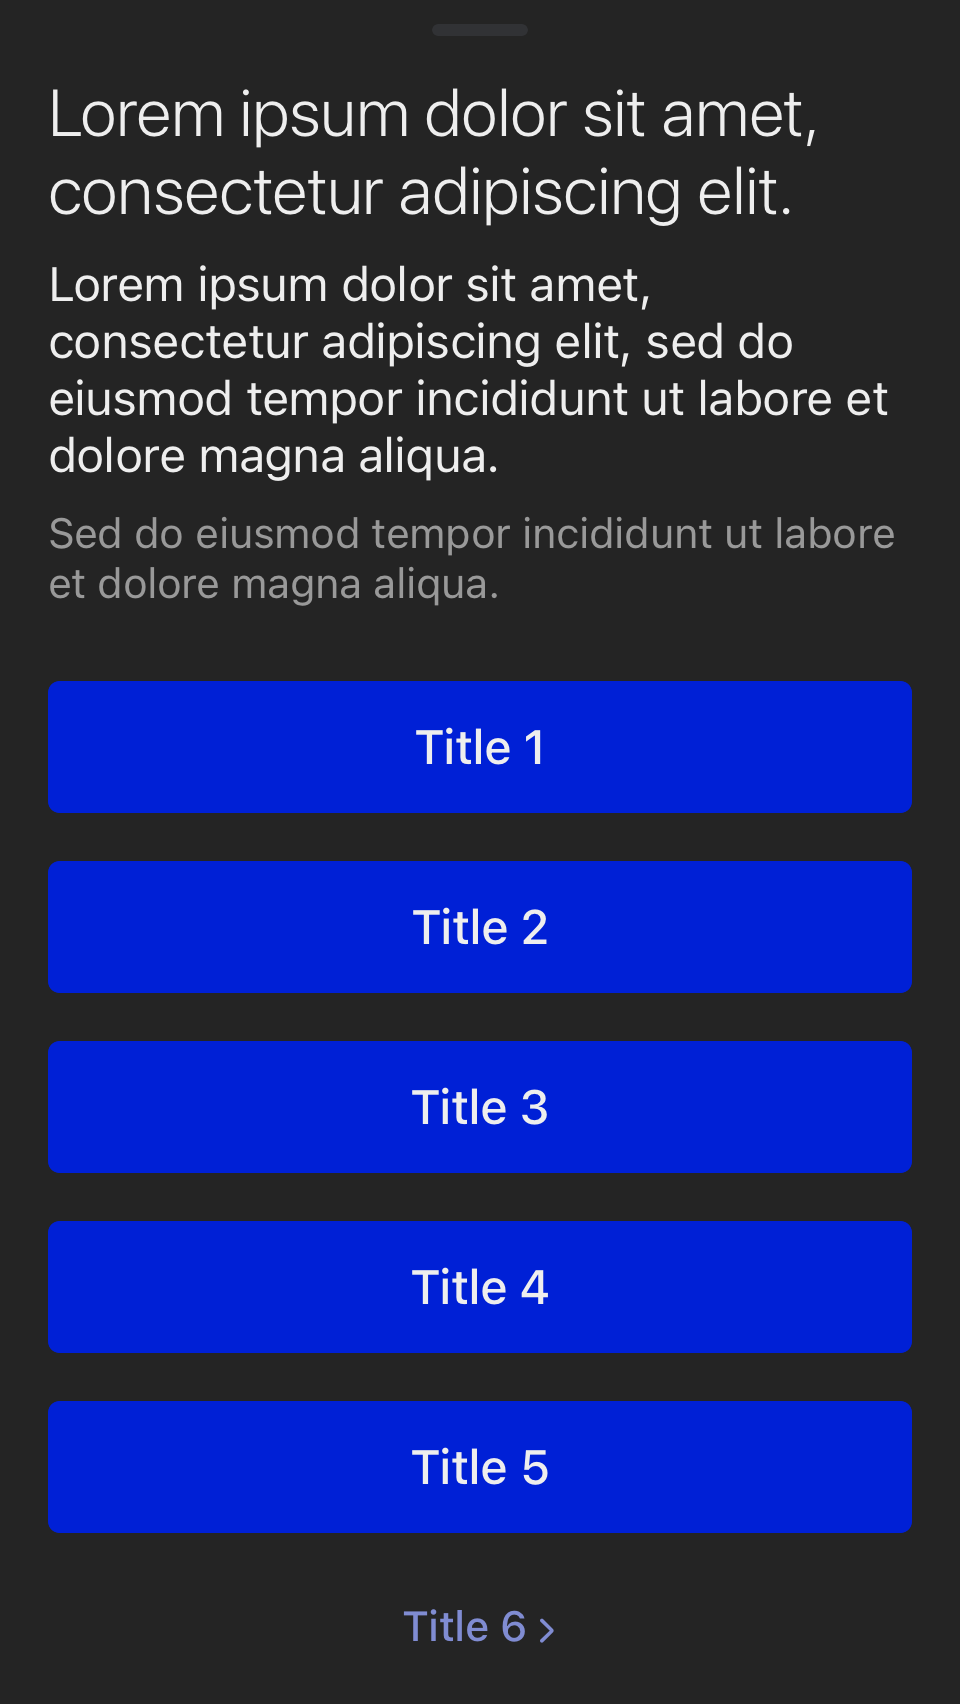 Lorem ipsum dolor sit amet,
consectetur adipiscing elit.
Lorem ipsum dolor sit amet,
consectetur adipiscing elit, sed do
eiusmod tempor incididunt ut labore et
dolore magna aliqua.
Sed do eiusmod tempor incididunt ut labore
et dolore magna aliqua.
Title 1
Title 2
Title 3
Title 4
Title 5
Title 6